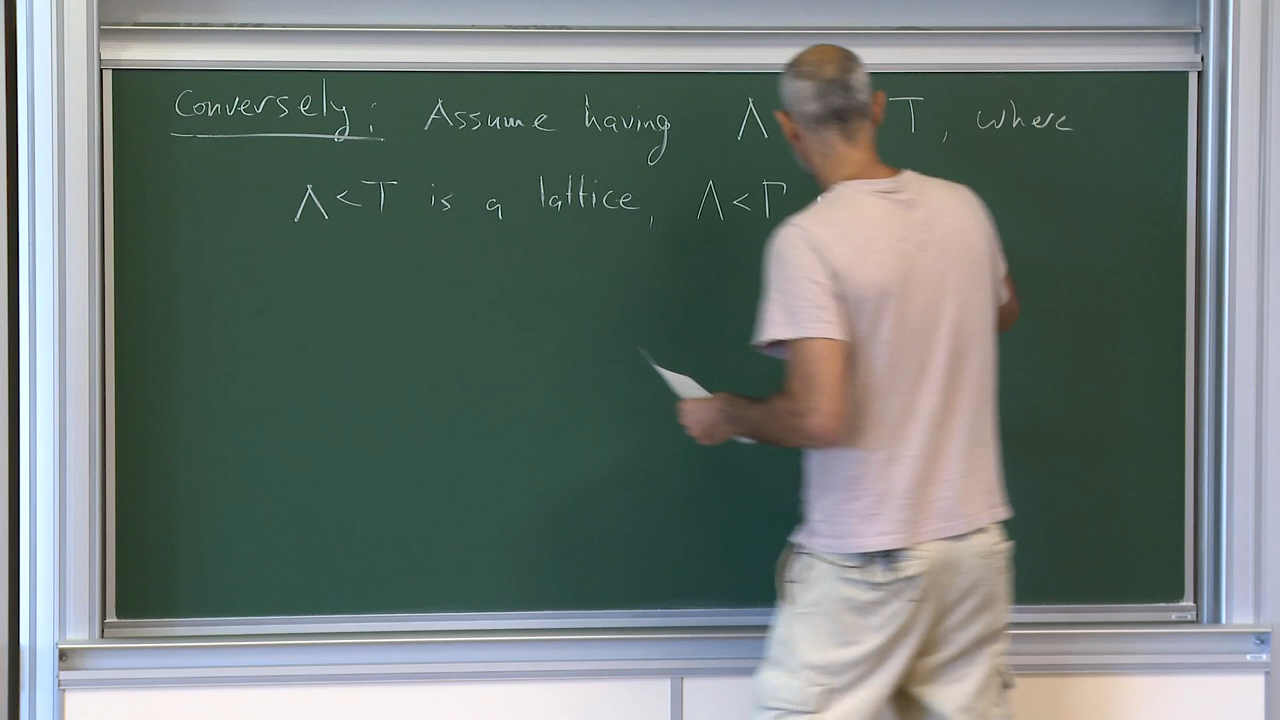 Conversely: Assume having Λ T, where
Λ < T is a lattice, Λ < Γ